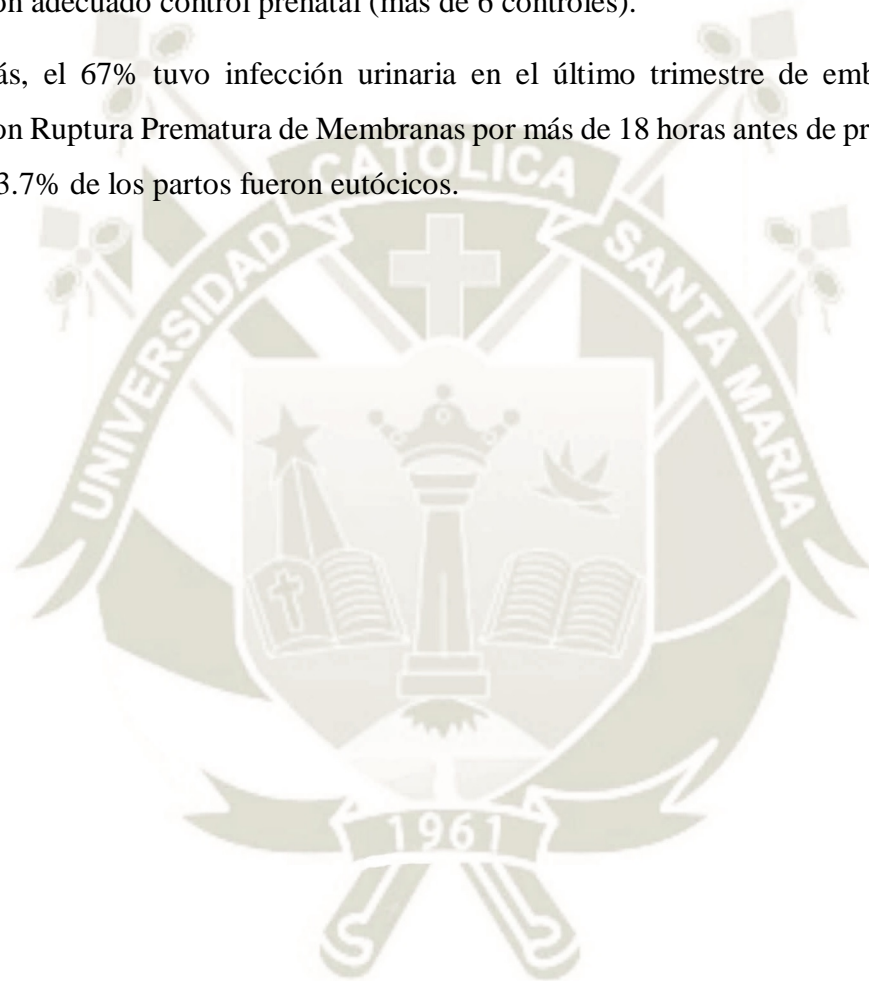 on adecuado control prenatal (más de 6 controles).
ás, el 67% tuvo infección urinaria en el último trimestre de emb
on Ruptura Prematura de Membranas por más de 18 horas antes de pr
3.7% de los partos fueron eutócicos.
UNIVERSIDAD CATOLICA SANTA MARIA
1961